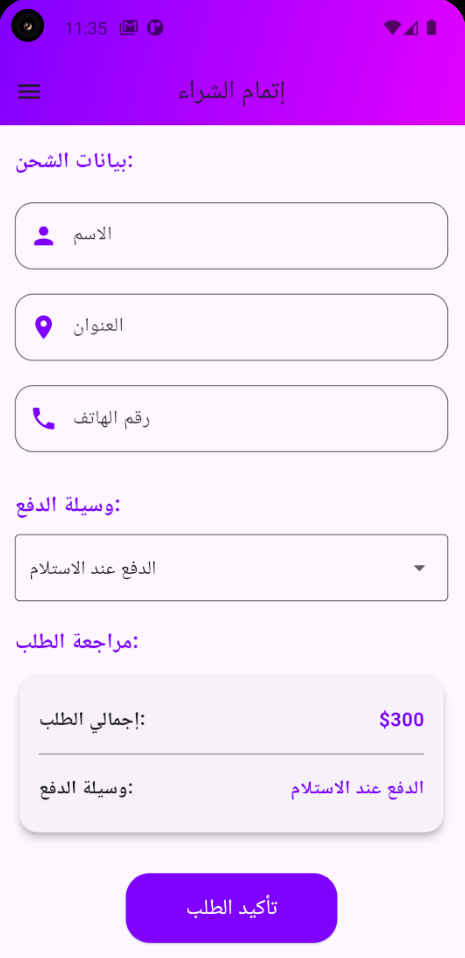 11:35
إتمام الشراء
بيانات الشحن:
الاسم
العنوان
رقم الهاتف
وسيلة الدفع:
الدفع عند الاستلام
مراجعة الطلب:
إجمالي الطلب: $300
وسيلة الدفع: الدفع عند الاستلام
تأكيد الطلب